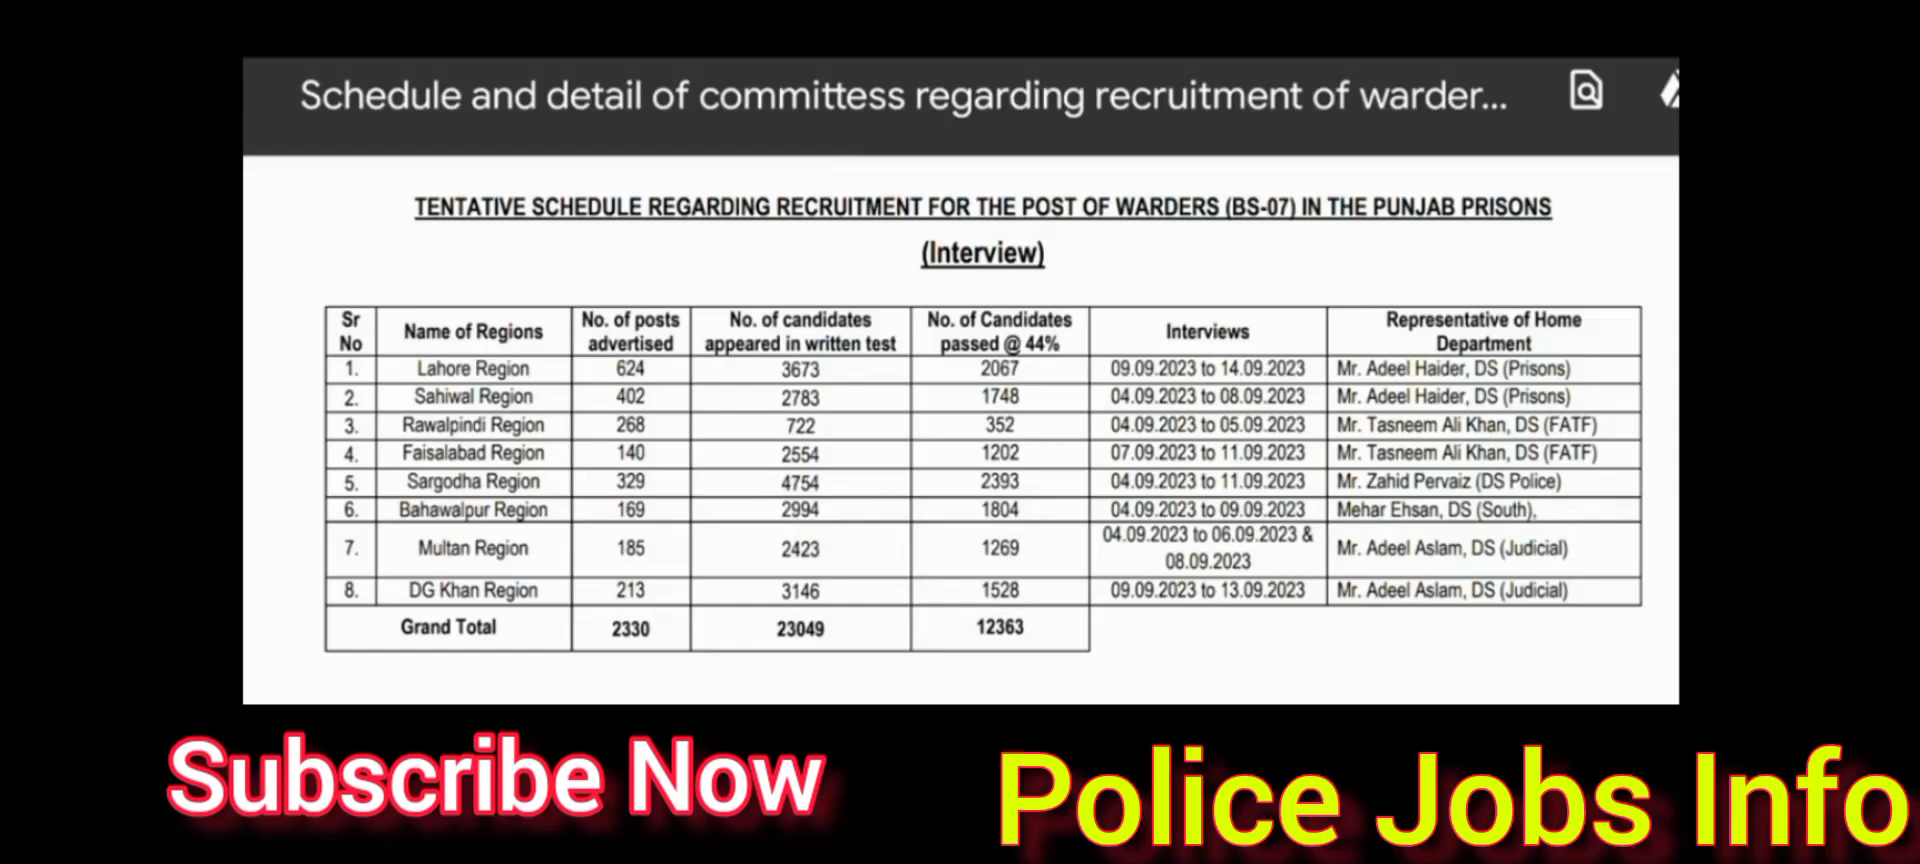 Schedule and detail of committess regarding recruitment of warder...
TENTATIVE SCHEDULE REGARDING RECRUITMENT FOR THE POST OF WARDERS (BS-07) IN THE PUNJAB PRISONS
(Interview)
Sr No Name of Regions No. of posts advertised No. of candidates appeared in written test No. of Candidates passed @ 44% Interviews Representative of Home Department
1. Lahore Region 624 3673 2067 09.09.2023 to 14.09.2023 Mr. Adeel Haider, DS (Prisons)
2. Sahiwal Region 402 2783 1748 04.09.2023 to 08.09.2023 Mr. Adeel Haider, DS (Prisons)
3. Rawalpindi Region 268 722 352 04.09.2023 to 05.09.2023 Mr. Tasneem Ali Khan, DS (FATF)
4. Faisalabad Region 140 2554 1202 07.09.2023 to 11.09.2023 Mr. Tasneem Ali Khan, DS (FATF)
5. Sargodha Region 329 4754 2393 04.09.2023 to 11.09.2023 Mr. Zahid Pervaiz (DS Police)
6. Bahawalpur Region 169 2994 1804 04.09.2023 to 09.09.2023 Mehar Ehsan, DS (South),
7. Multan Region 185 2423 1269 04.09.2023 to 06.09.2023 & 08.09.2023 Mr. Adeel Aslam, DS (Judicial)
8. DG Khan Region 213 3146 1528 09.09.2023 to 13.09.2023 Mr. Adeel Aslam, DS (Judicial)
Grand Total 2330 23049 12363
Subscribe Now
Police Jobs Info